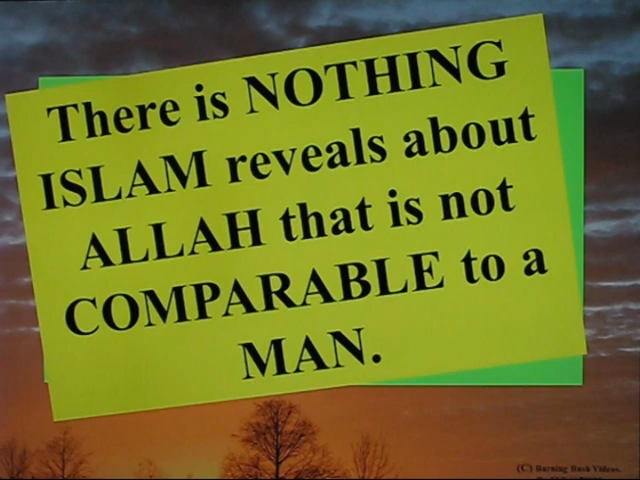 There is NOTHING
ISLAM reveals about
ALLAH that is not
COMPARABLE to a
MAN.
(C) Burning Bush Videos.